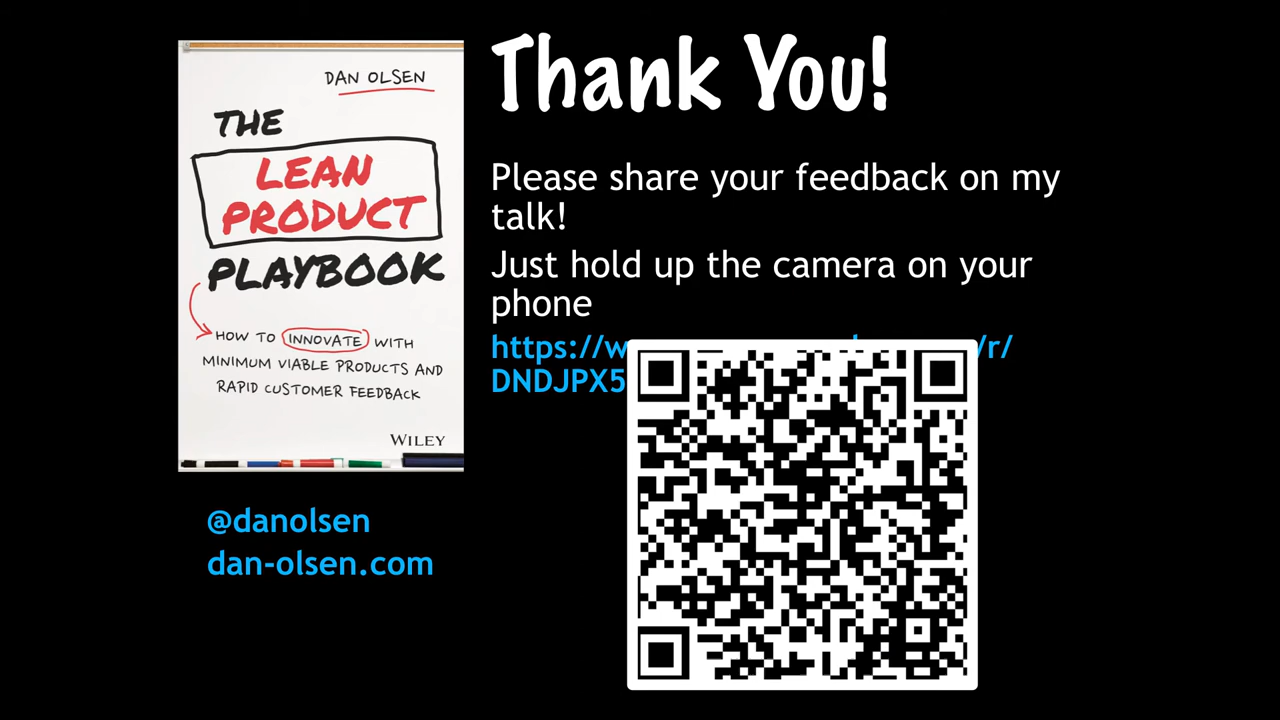 DAN OLSEN
THE
LEAN
PRODUCT
PLAYBOOK
HOW TO INNOVATE WITH
MINIMUM VIABLE PRODUCTS AND
RAPID CUSTOMER FEEDBACK
WILEY
@danolsen
dan-olsen.com
Thank You!
Please share your feedback on my
talk!
Just hold up the camera on your
phone
https://w /r/
DNDJPX5